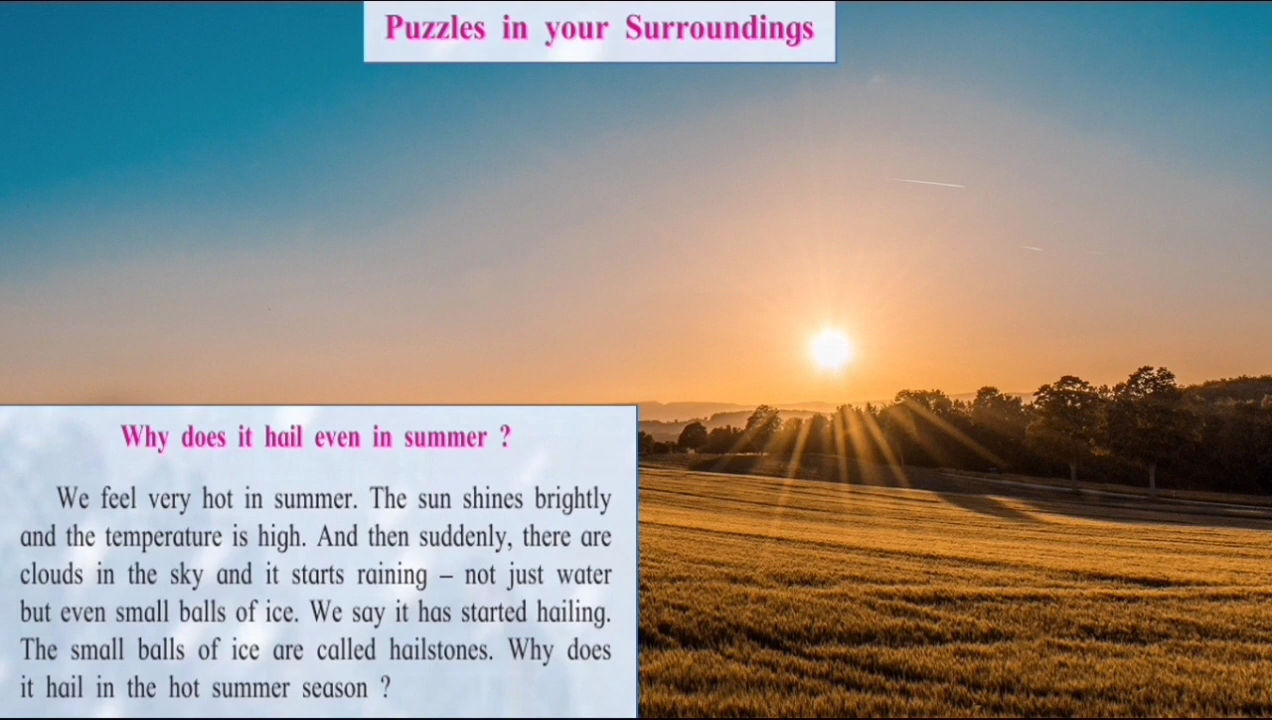 Puzzles in your Surroundings
Why does it hail even in summer ?
We feel very hot in summer. The sun shines brightly
and the temperature is high. And then suddenly, there are
clouds in the sky and it starts raining – not just water
but even small balls of ice. We say it has started hailing.
The small balls of ice are called hailstones. Why does
it hail in the hot summer season ?